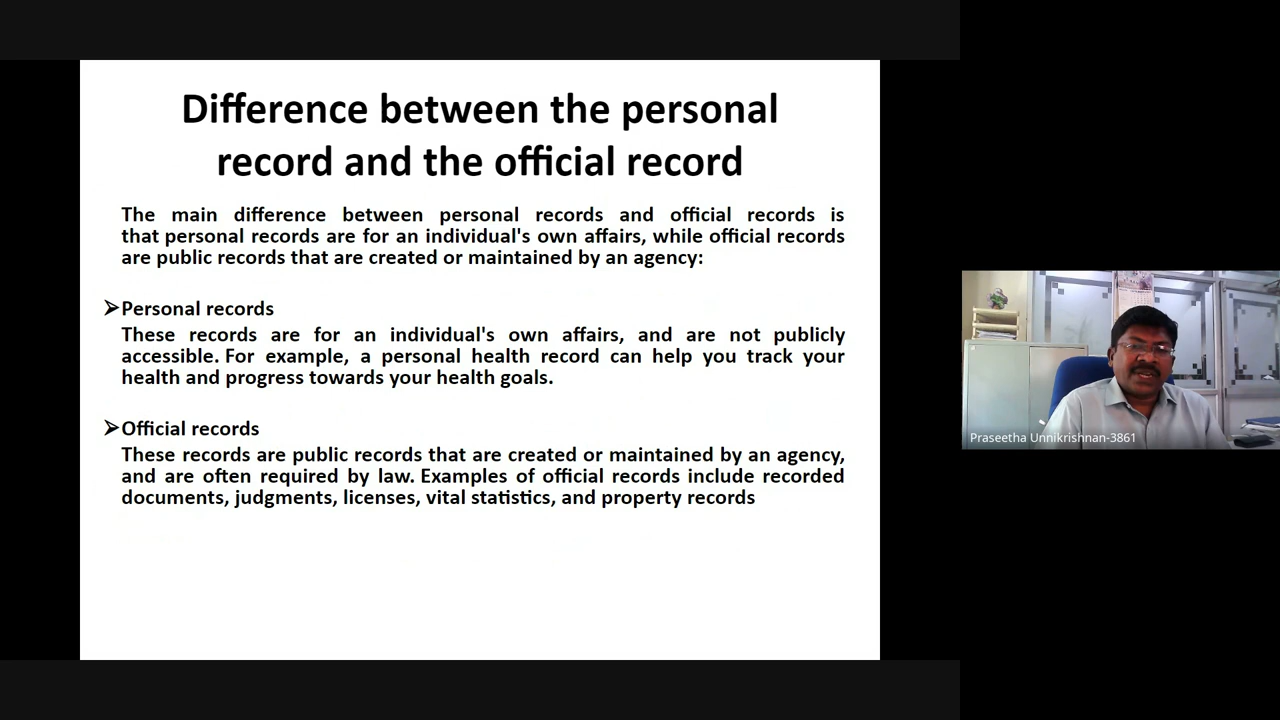 Difference between the personal
record and the official record
The main difference between personal records and official records is
that personal records are for an individual's own affairs, while official records
are public records that are created or maintained by an agency:
➢Personal records
These records are for an individual's own affairs, and are not publicly
accessible. For example, a personal health record can help you track your
health and progress towards your health goals.
➢Official records
These records are public records that are created or maintained by an agency,
and are often required by law. Examples of official records include recorded
documents, judgments, licenses, vital statistics, and property records
Praseetha Unnikrishnan-3861